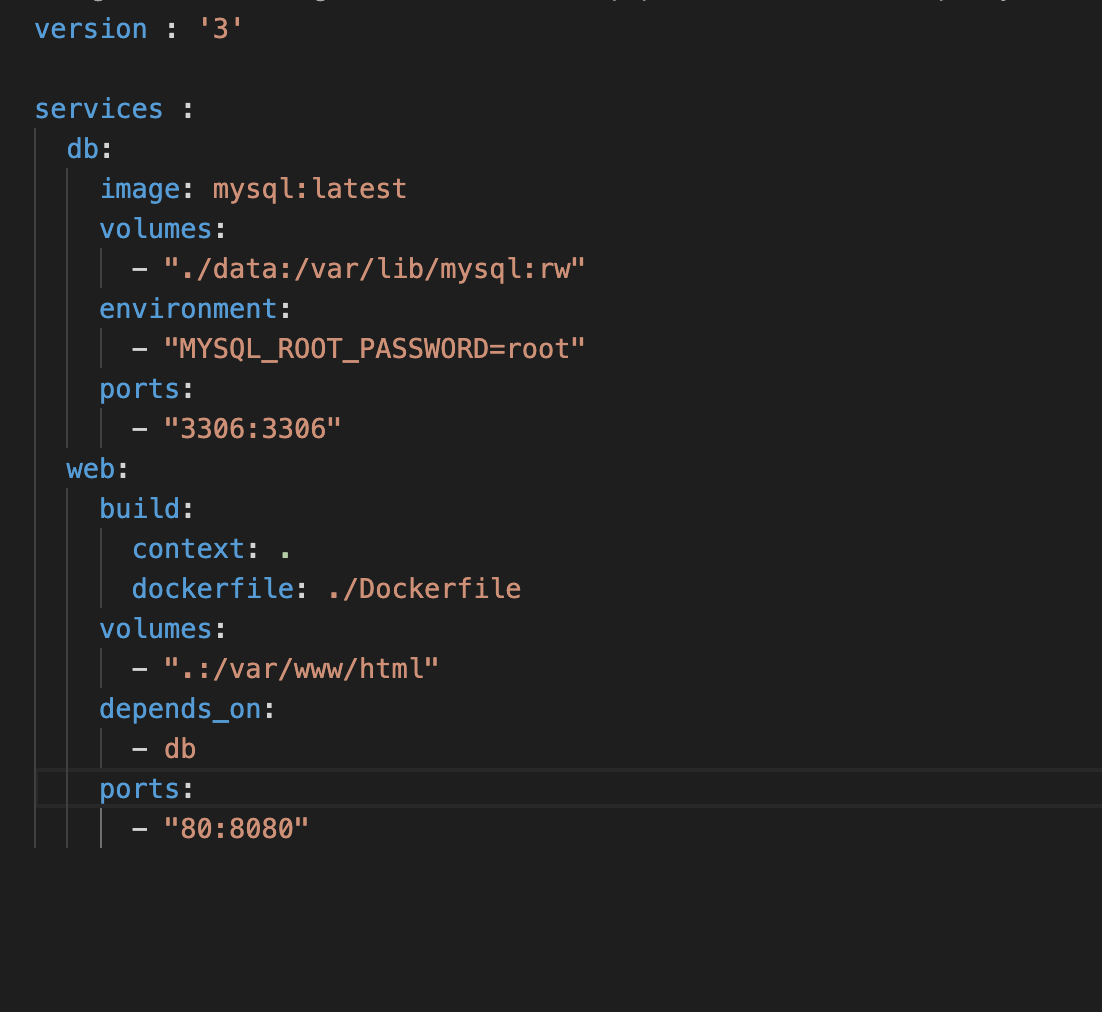 version : '3'
services :
db:
image: mysql:latest
volumes:
- "./data:/var/lib/mysql:rw"
environment:
- "MYSQL_ROOT_PASSWORD=root"
ports:
- "3306:3306"
web:
build:
context: .
dockerfile: ./Dockerfile
volumes:
- ".:/var/www/html"
depends_on:
- db
ports:
- "80:8080"